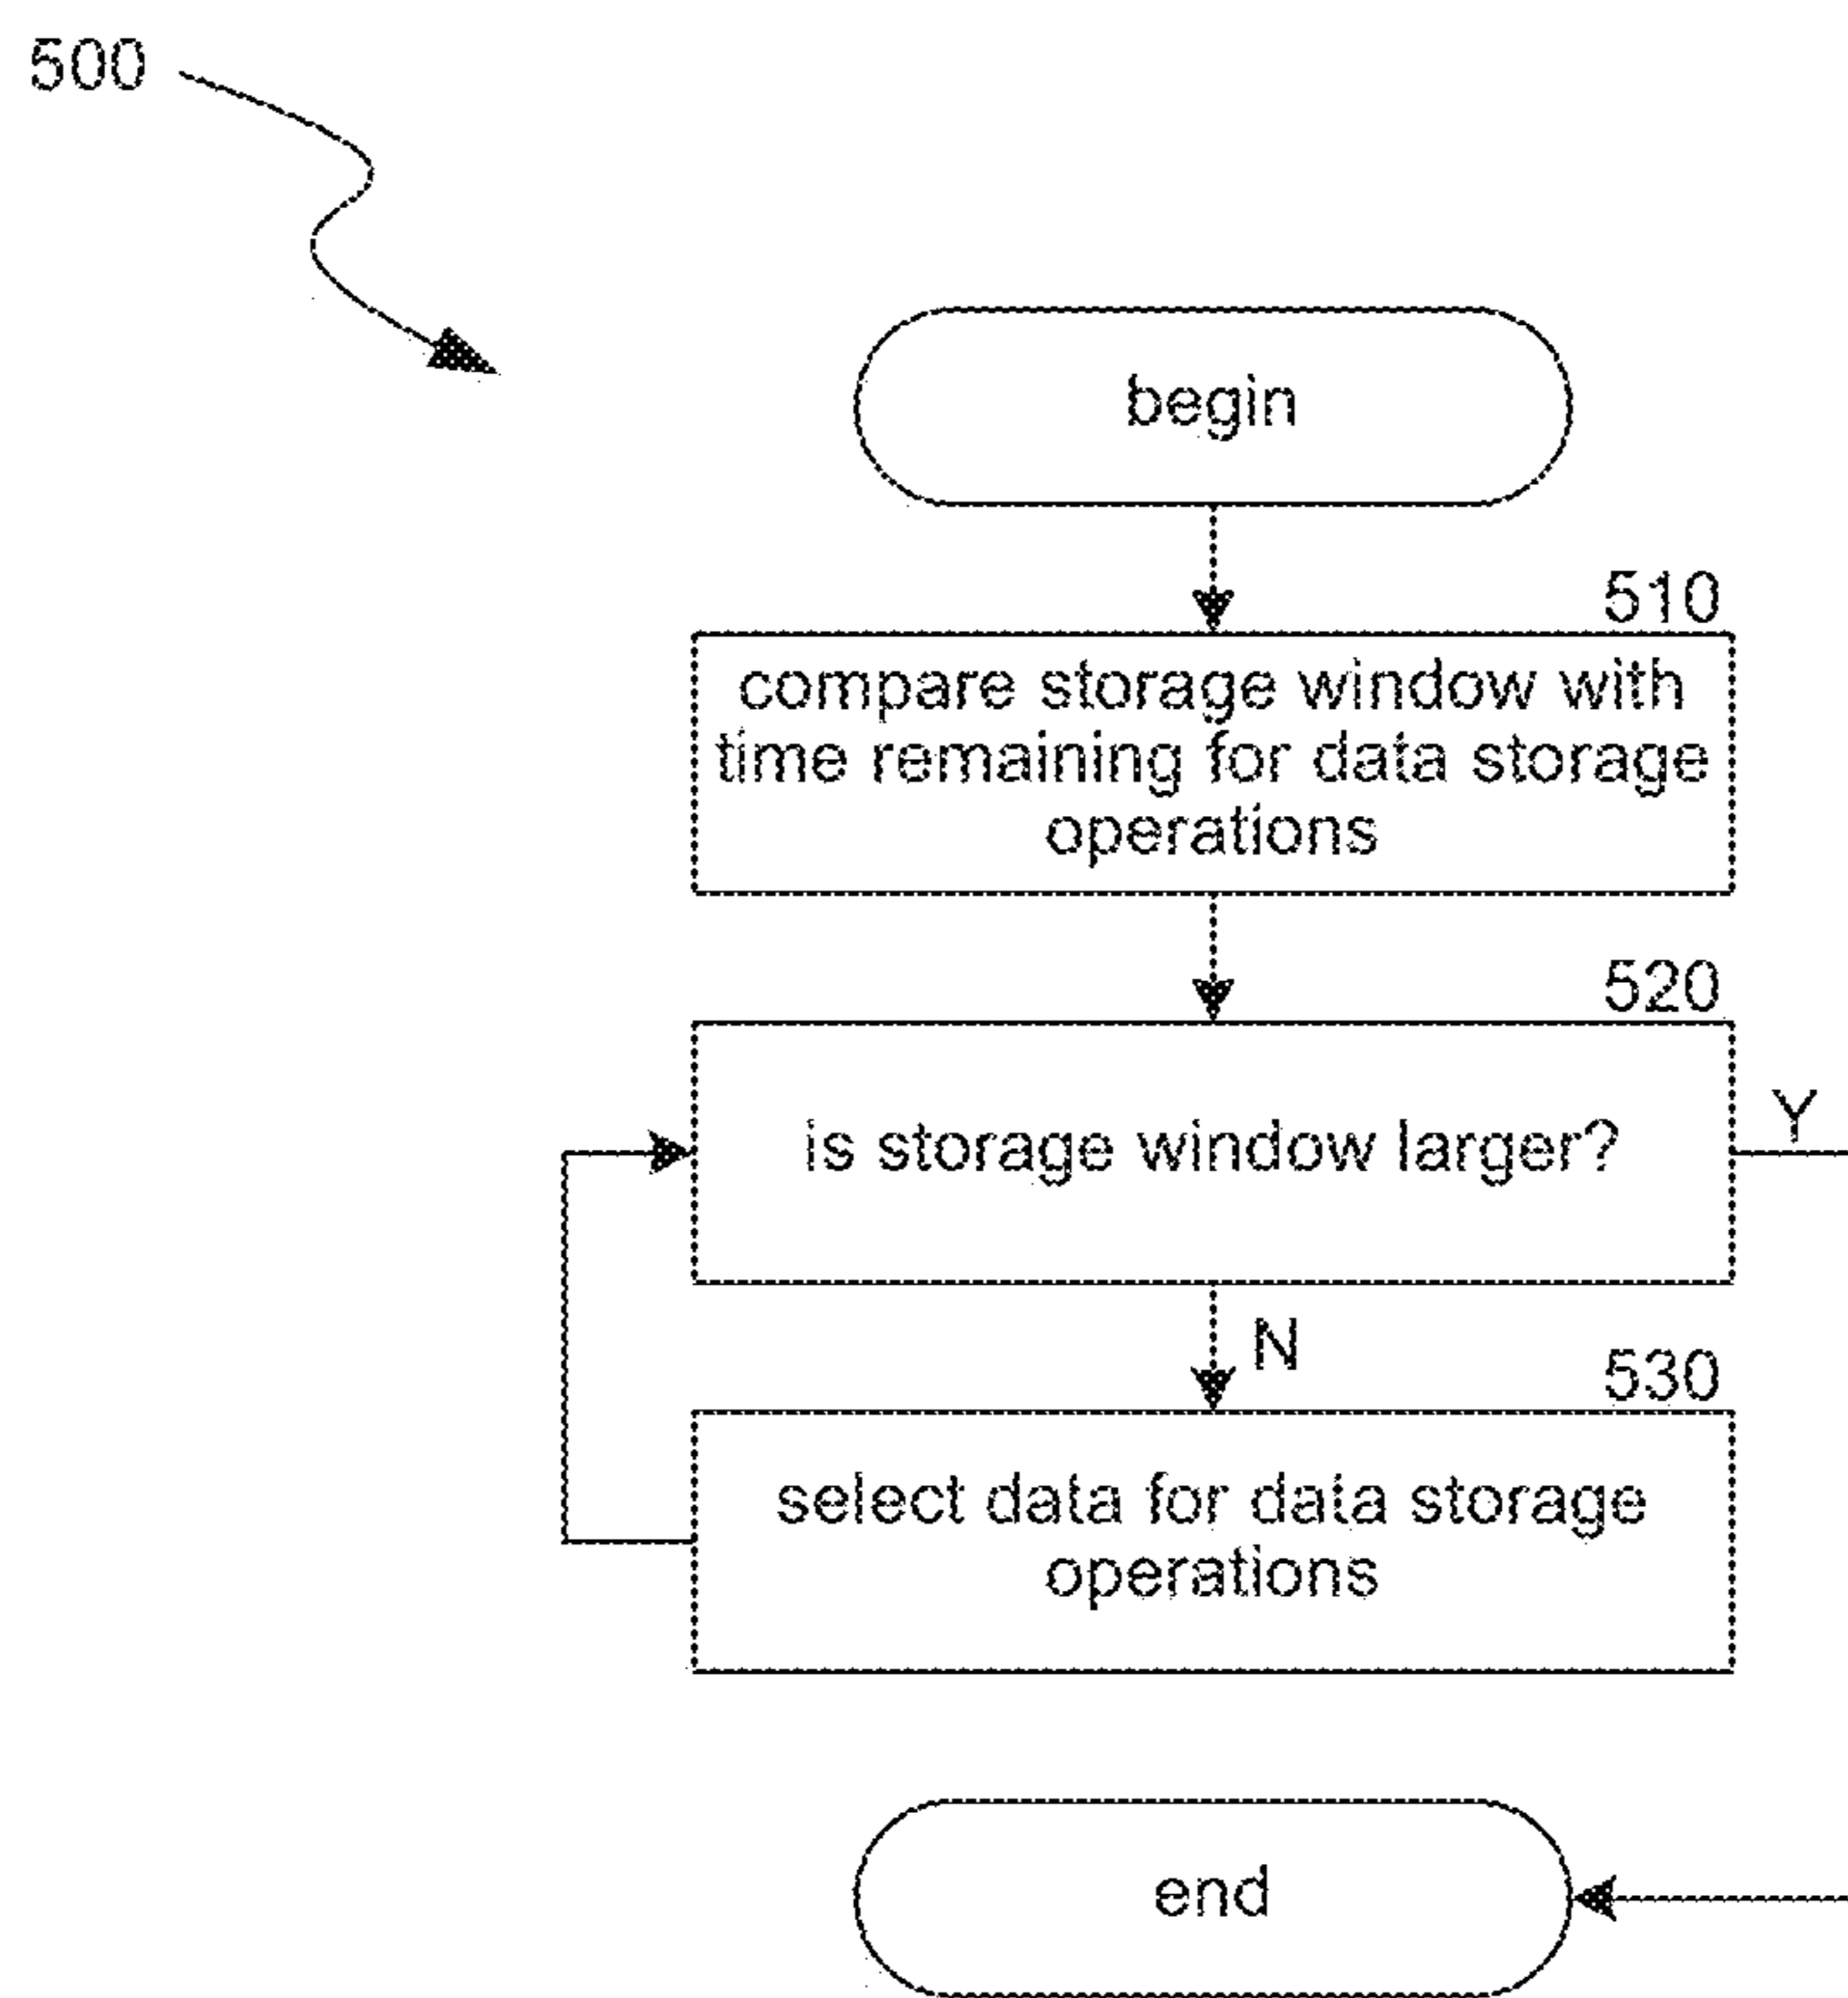 500
begin
510
compare storage window with
time remaining for data storage
operations
520
is storage window larger?
Y
N
530
select data for data storage
operations
end